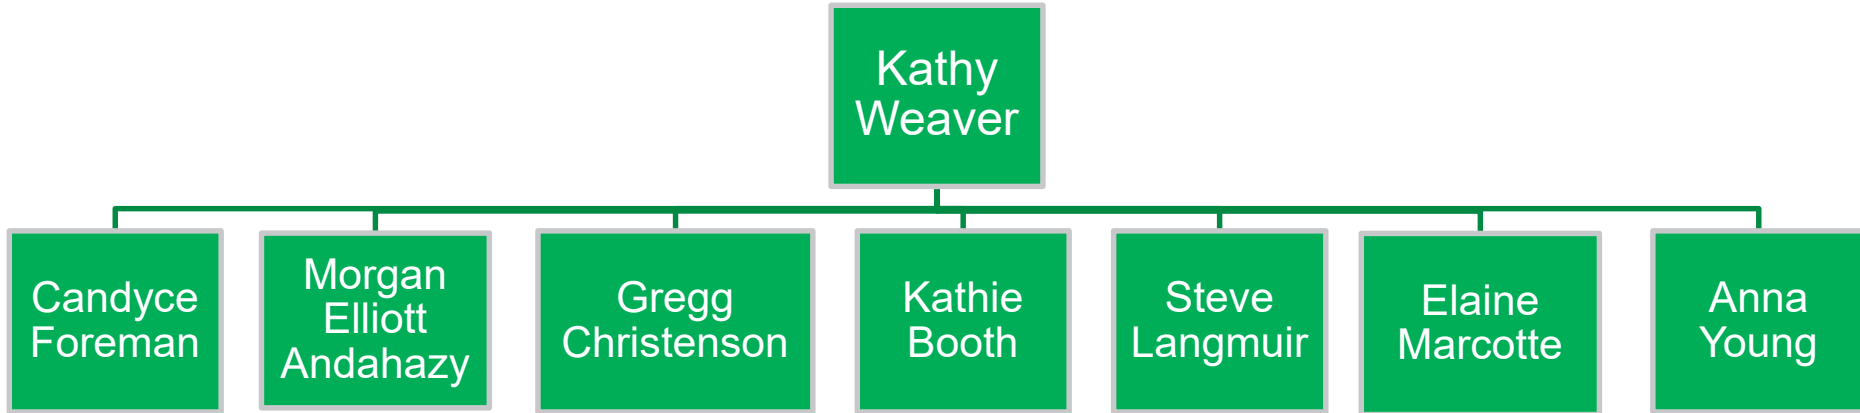 Kathy
Weaver
Candyce
Foreman
Morgan
Elliott
Andahazy
Gregg
Christenson
Kathie
Booth
Steve
Langmuir
Elaine
Marcotte
Anna
Young